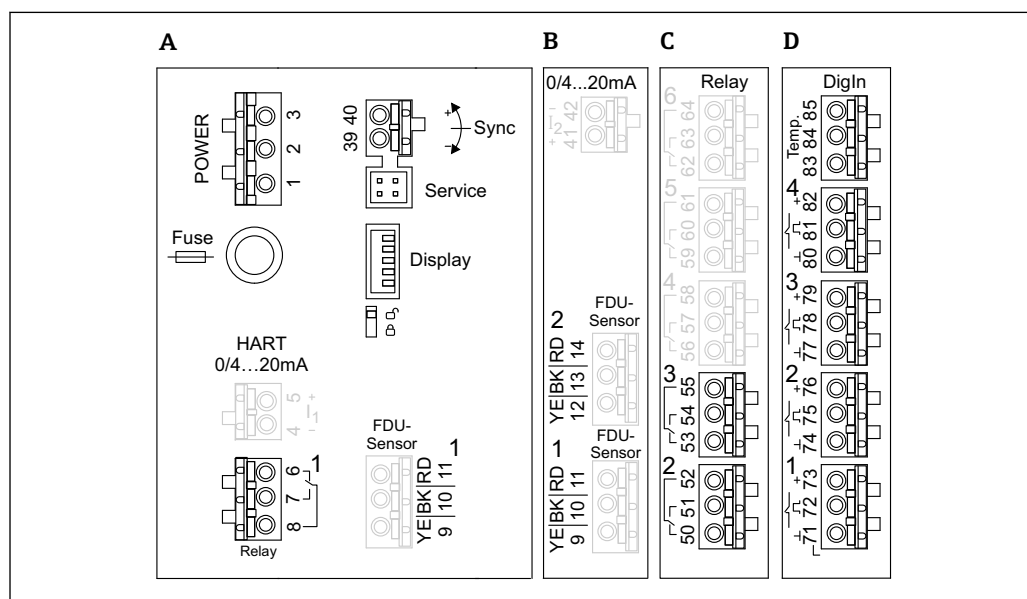 A
B
C
D
POWER
3
2
1
39 40
+
-
Sync
Service
Fuse
Display
HART
0/4...20mA
4 5
- I1 +
8 7 6
1
Relay
FDU-
Sensor
1
YE|BK|RD
9 | 10 | 11
0/4...20mA
41 42
+ I2 -
FDU-
Sensor
2
YE|BK|RD
12 | 13 | 14
FDU-
Sensor
1
YE|BK|RD
9 | 10 | 11
Relay
6
62 63 64
5
59 60 61
4
56 57 58
3
53 54 55
2
50 51 52
DigIn
Temp.
83 84 85
4
80 81 82
+
3
77 78 79
+
2
74 75 76
+
1
71 72 73
+